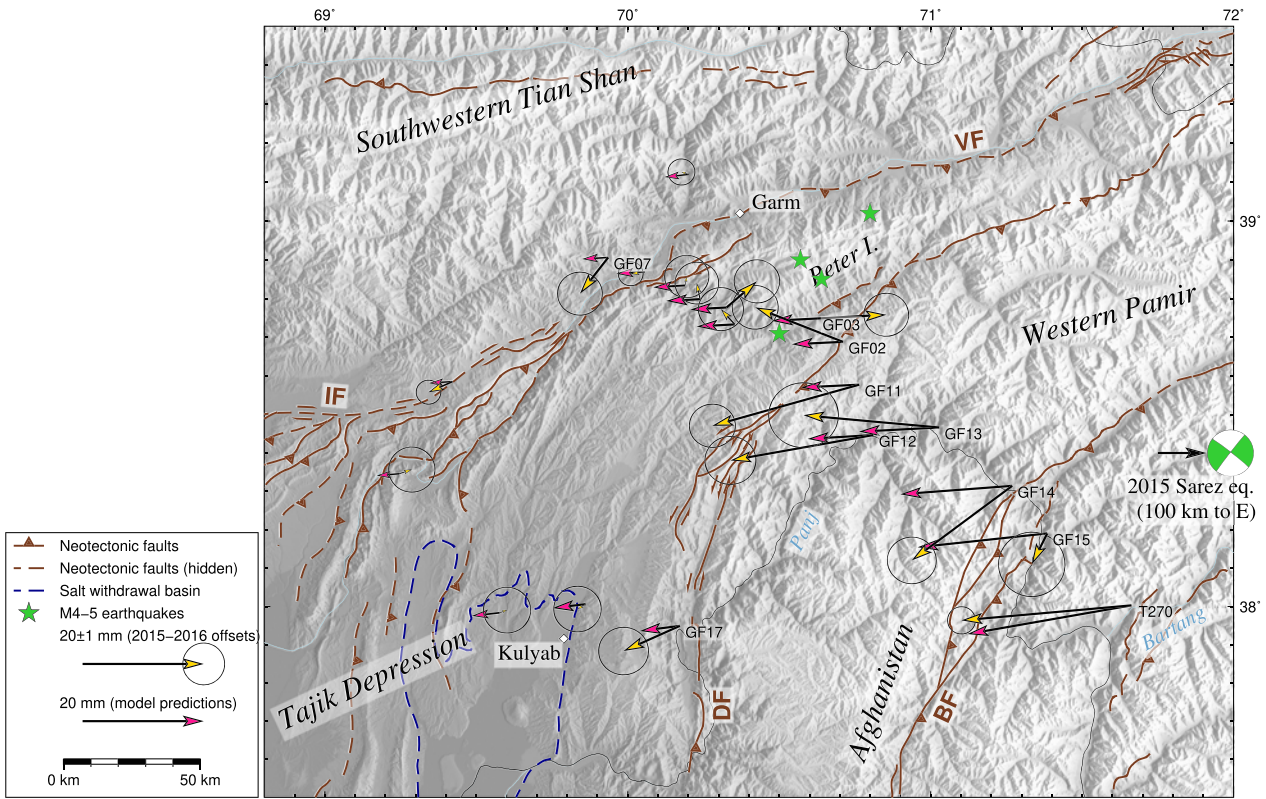 69°
70°
71°
72°
Southwestern Tian Shan
VF
Garm
39°
Peter I.
GF07
Western Pamir
GF03
GF02
IF
GF11
GF13
GF12
2015 Sarez eq.
(100 km to E)
GF14
Panj
GF15
38°
T270
Bartang
GF17
Kulyab
Tajik Depression
DF
Afghanistan
BF
Neotectonic faults
Neotectonic faults (hidden)
Salt withdrawal basin
M4−5 earthquakes
20±1 mm (2015−2016 offsets)
20 mm (model predictions)
0 km
50 km